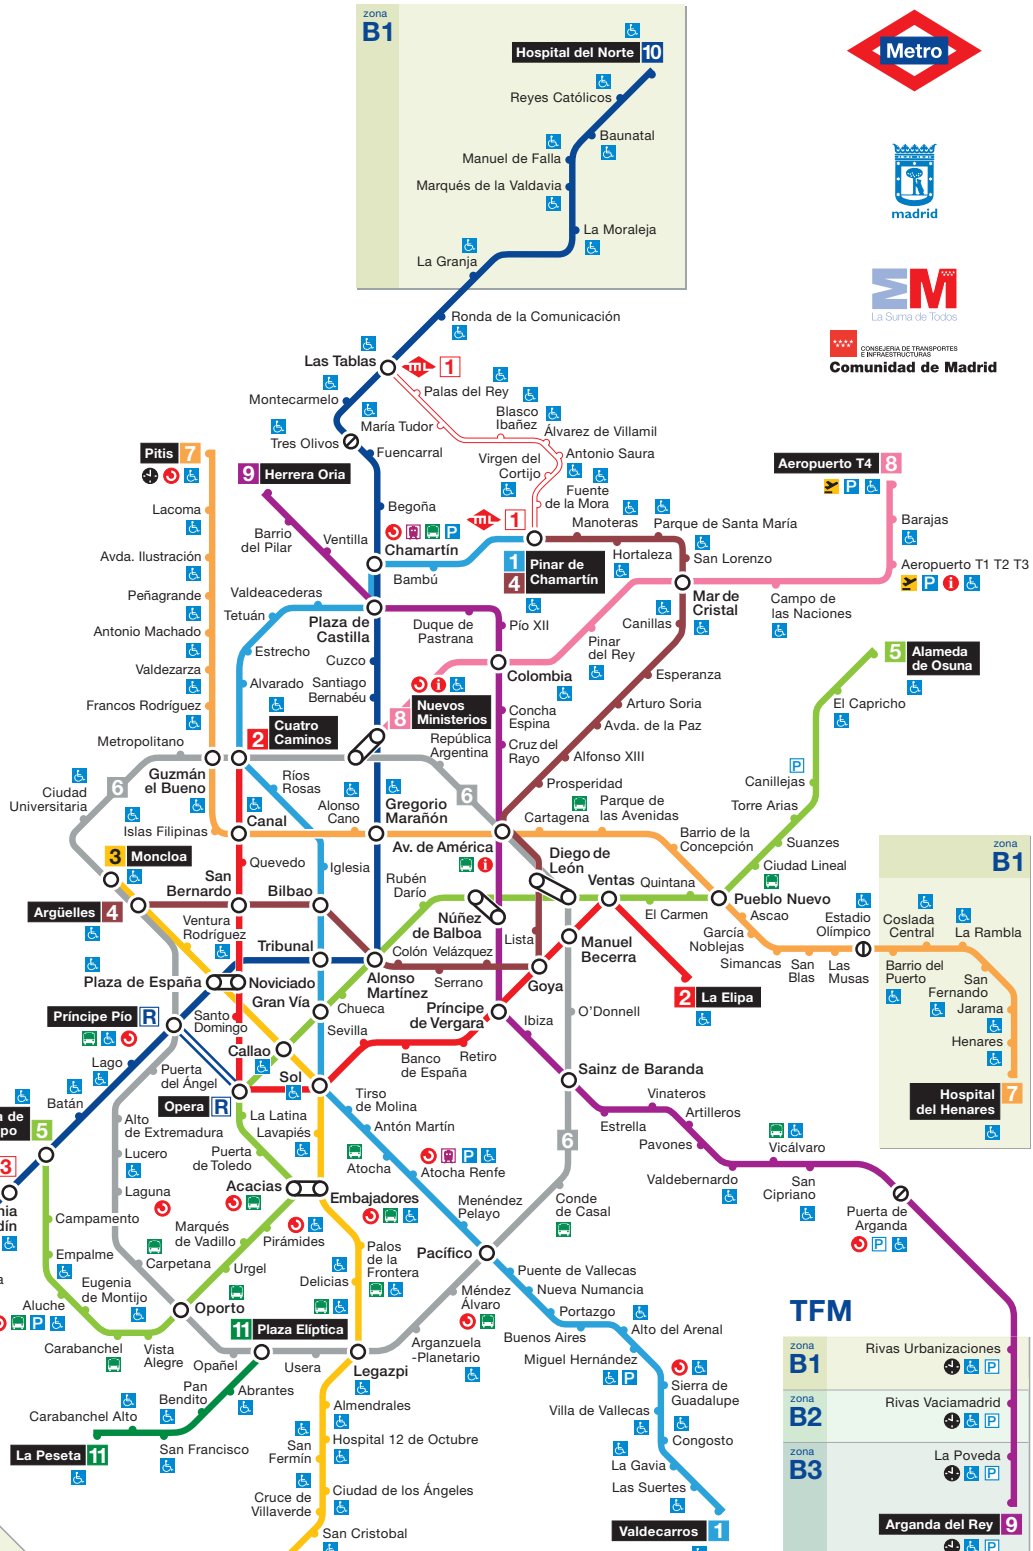 zona
B1
Hospital del Norte 10
Reyes Católicos
Baunatal
Manuel de Falla
Marqués de la Valdavia
La Moraleja
La Granja
Metro
madrid
EM
La Suma de Todos
CONSEJERÍA DE TRANSPORTES
E INFRAESTRUCTURAS
Comunidad de Madrid
Ronda de la Comunicación
Las Tablas
mL 1
Palas del Rey
Montecarmelo
María Tudor
Blasco
Ibañez
Álvarez de Villamil
Tres Olivos
Fuencarral
Antonio Saura
Virgen del
Cortijo
Fuente
de la Mora
Pitis 7
9 Herrera Oria
Aeropuerto T4 8
P
Lacoma
Begoña
Barrio
del Pilar
Ventilla
mL 1
Manoteras
Parque de Santa María
Barajas
P
Chamartín
Bambú
1
4
Pinar de
Chamartín
Hortaleza
San Lorenzo
Avda. Ilustración
Aeropuerto T1 T2 T3
P i
Peñagrande
Valdeacederas
Tetuán
Plaza de
Castilla
Duque de
Pastrana
Pío XII
Mar de
Cristal
Campo de
las Naciones
Antonio Machado
Estrecho
Cuzco
Canillas
Pinar
del Rey
5 Alameda
de Osuna
Valdezarza
Alvarado
Santiago
Bernabéu
i
Colombia
Esperanza
Francos Rodríguez
8 Nuevos
Ministerios
Concha
Espina
Arturo Soria
El Capricho
Metropolitano
2 Cuatro
Caminos
República
Argentina
Cruz del
Rayo
Avda. de la Paz
Guzmán
el Bueno
Ríos
Rosas
Alfonso XIII
P
Canillejas
Ciudad
Universitaria
6
6
Prosperidad
Alonso
Cano
Gregorio
Marañón
Cartagena
Parque de
las Avenidas
Torre Arias
Islas Filipinas
Canal
Barrio de la
Concepción
Suanzes
zona
B1
3 Moncloa
Quevedo
Iglesia
Av. de América
i
Diego de
León
Ciudad Lineal
San
Bernardo
Bilbao
Rubén
Darío
Ventas
Quintana
Pueblo Nuevo
Argüelles 4
Ventura
Rodríguez
Núñez
de Balboa
El Carmen
Ascao
Estadio
Olímpico
Coslada
Central
La Rambla
Tribunal
Colón
Velázquez
Lista
Manuel
Becerra
García
Noblejas
Simancas
San
Blas
Las
Musas
Barrio del
Puerto
San
Fernando
Plaza de España
Noviciado
Alonso
Martínez
Serrano
Goya
2 La Elipa
Jarama
Gran Vía
Chueca
Príncipe
de Vergara
O'Donnell
Henares
Príncipe Pío R
Santo
Domingo
Sevilla
Ibiza
Lago
Callao
Banco
de España
Retiro
Sainz de Baranda
Hospital
del Henares
7
Puerta
del Ángel
Sol
Batán
Opera R
La Latina
Tirso
de Molina
Vinateros
Artilleros
a de
po
5
Alto
de Extremadura
Lavapiés
Antón Martín
Estrella
Pavones
Vicálvaro
Lucero
Puerta
de Toledo
Atocha
P
Atocha Renfe
6
Valdebernardo
San
Cipriano
3
nia
dín
Laguna
Acacias
Embajadores
Menéndez
Pelayo
Conde
de Casal
Puerta de
Arganda
P
Campamento
Marqués
de Vadillo
Pirámides
Pacífico
Empalme
Carpetana
Urgel
Palos
de la
Frontera
Puente de Vallecas
a
Eugenia
de Montijo
Delicias
Méndez
Álvaro
Nueva Numancia
Aluche
P
Oporto
Portazgo
TFM
Carabanchel
Vista
Alegre
11 Plaza Elíptica
Arganzuela
-Planetario
Buenos Aires
Alto del Arenal
zona
B1
Rivas Urbanizaciones
P
Opañel
Usera
Legazpi
Miguel Hernández
P
Sierra de
Guadalupe
zona
B2
Rivas Vaciamadrid
P
Pan
Bendito
Abrantes
Almendrales
Villa de Vallecas
Carabanchel Alto
San
Fermín
Hospital 12 de Octubre
Congosto
zona
B3
La Poveda
P
La Peseta 11
San Francisco
La Gavia
Cruce de
Villaverde
Ciudad de los Ángeles
Las Suertes
San Cristobal
Valdecarros 1
Arganda del Rey 9
P